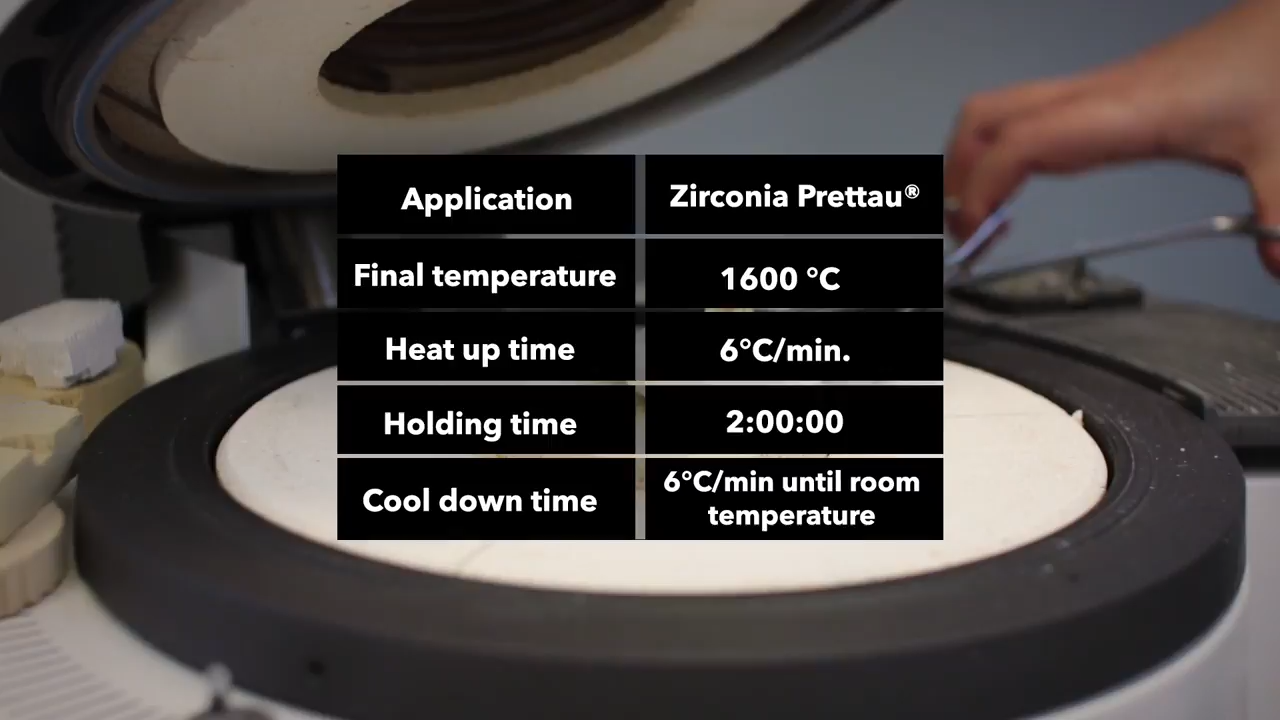 Application
Zirconia Prettau®
Final temperature
1600 °C
Heat up time
6°C/min.
Holding time
2:00:00
Cool down time
6°C/min until room
temperature